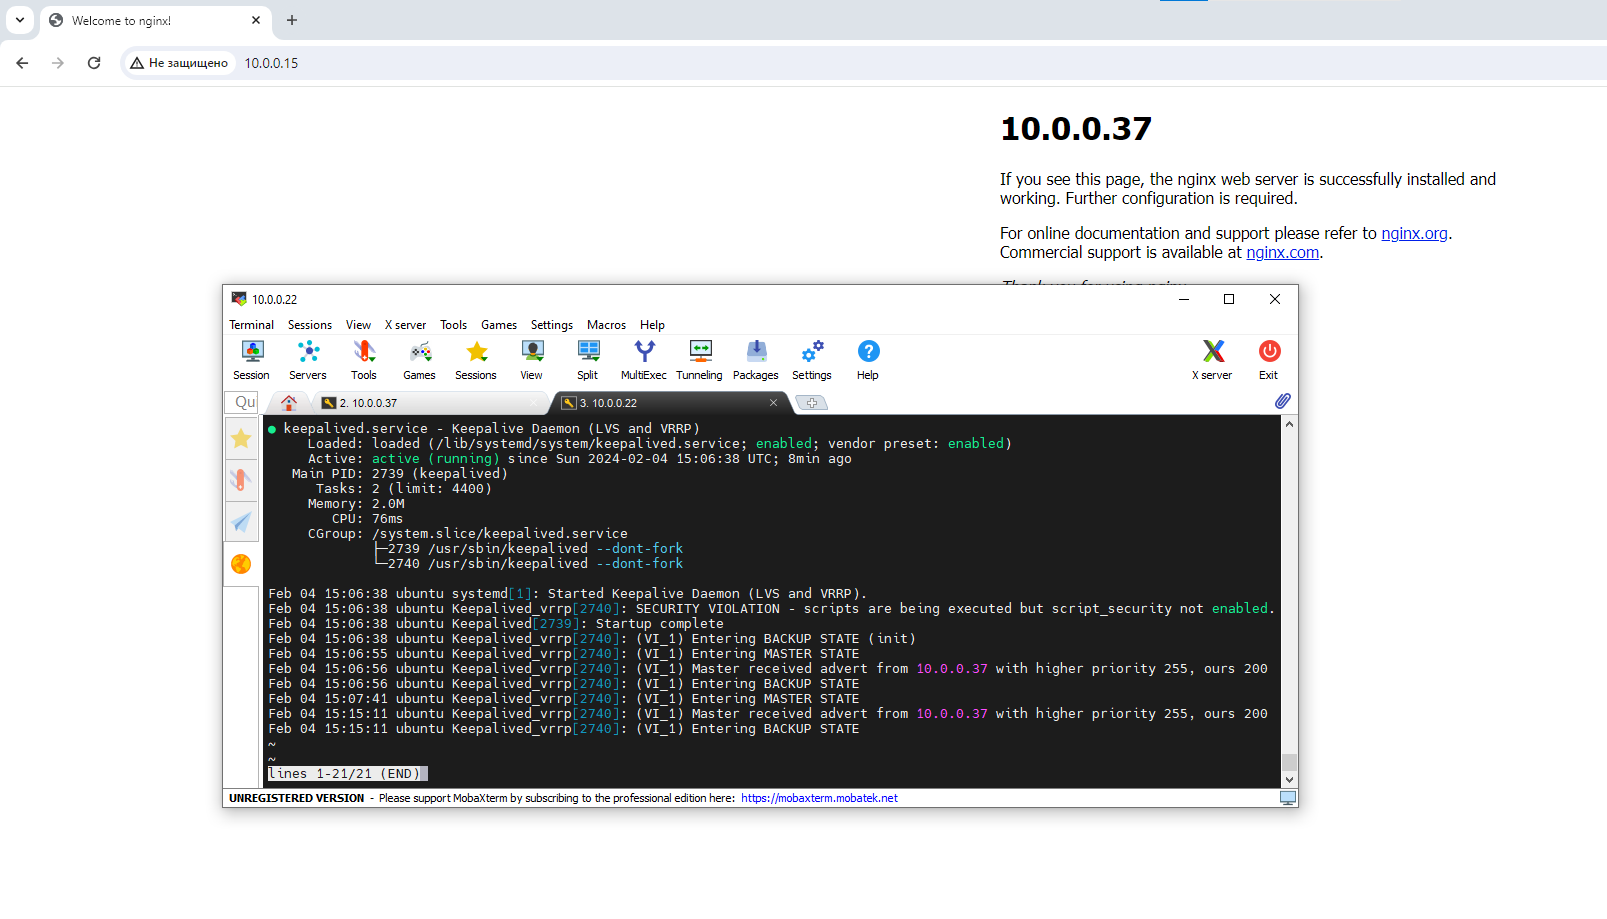 Welcome to nginx!
Не защищено
10.0.0.15
10.0.0.37
If you see this page, the nginx web server is successfully installed and
working. Further configuration is required.
For online documentation and support please refer to nginx.org.
Commercial support is available at nginx.com.
Thank you for using nginx.
10.0.0.22
Terminal Sessions View X server Tools Games Settings Macros Help
Session Servers Tools Games Sessions View Split MultiExec Tunneling Packages Settings Help X server Exit
Qu
2. 10.0.0.37
3. 10.0.0.22
● keepalived.service - Keepalive Daemon (LVS and VRRP)
Loaded: loaded (/lib/systemd/system/keepalived.service; enabled; vendor preset: enabled)
Active: active (running) since Sun 2024-02-04 15:06:38 UTC; 8min ago
Main PID: 2739 (keepalived)
Tasks: 2 (limit: 4400)
Memory: 2.0M
CPU: 76ms
CGroup: /system.slice/keepalived.service
├─2739 /usr/sbin/keepalived --dont-fork
└─2740 /usr/sbin/keepalived --dont-fork
Feb 04 15:06:38 ubuntu systemd[1]: Started Keepalive Daemon (LVS and VRRP).
Feb 04 15:06:38 ubuntu Keepalived_vrrp[2740]: SECURITY VIOLATION - scripts are being executed but script_security not enabled.
Feb 04 15:06:38 ubuntu Keepalived[2739]: Startup complete
Feb 04 15:06:38 ubuntu Keepalived_vrrp[2740]: (VI_1) Entering BACKUP STATE (init)
Feb 04 15:06:55 ubuntu Keepalived_vrrp[2740]: (VI_1) Entering MASTER STATE
Feb 04 15:06:56 ubuntu Keepalived_vrrp[2740]: (VI_1) Master received advert from 10.0.0.37 with higher priority 255, ours 200
Feb 04 15:06:56 ubuntu Keepalived_vrrp[2740]: (VI_1) Entering BACKUP STATE
Feb 04 15:07:41 ubuntu Keepalived_vrrp[2740]: (VI_1) Entering MASTER STATE
Feb 04 15:15:11 ubuntu Keepalived_vrrp[2740]: (VI_1) Master received advert from 10.0.0.37 with higher priority 255, ours 200
Feb 04 15:15:11 ubuntu Keepalived_vrrp[2740]: (VI_1) Entering BACKUP STATE
~
~
lines 1-21/21 (END)
UNREGISTERED VERSION - Please support MobaXterm by subscribing to the professional edition here: https://mobaxterm.mobatek.net